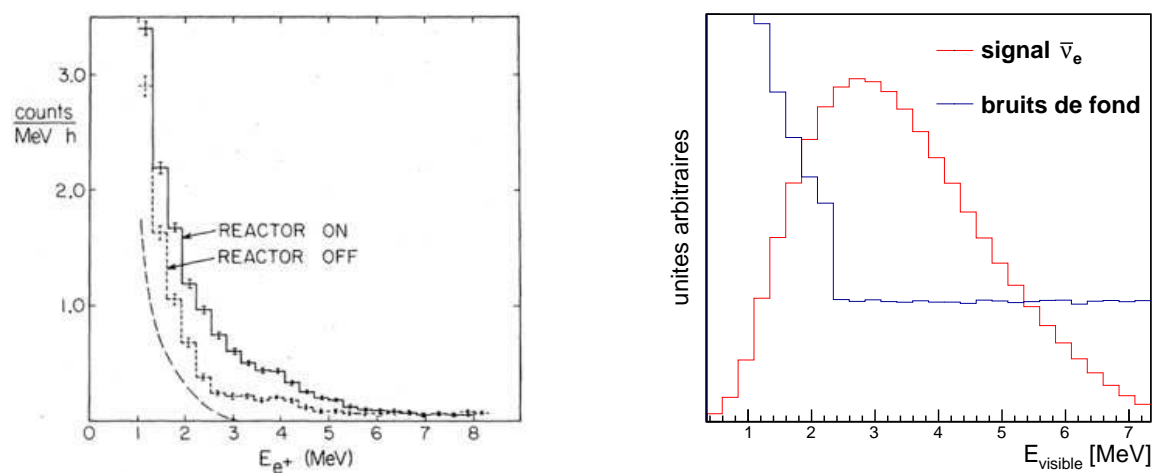 3.0
counts
MeV h
2.0
REACTOR ON
REACTOR OFF
1.0
0 1 2 3 4 5 6 7 8
E_e+ (MeV)
signal ν̅_e
bruits de fond
unites arbitraires
1 2 3 4 5 6 7
E_visible [MeV]